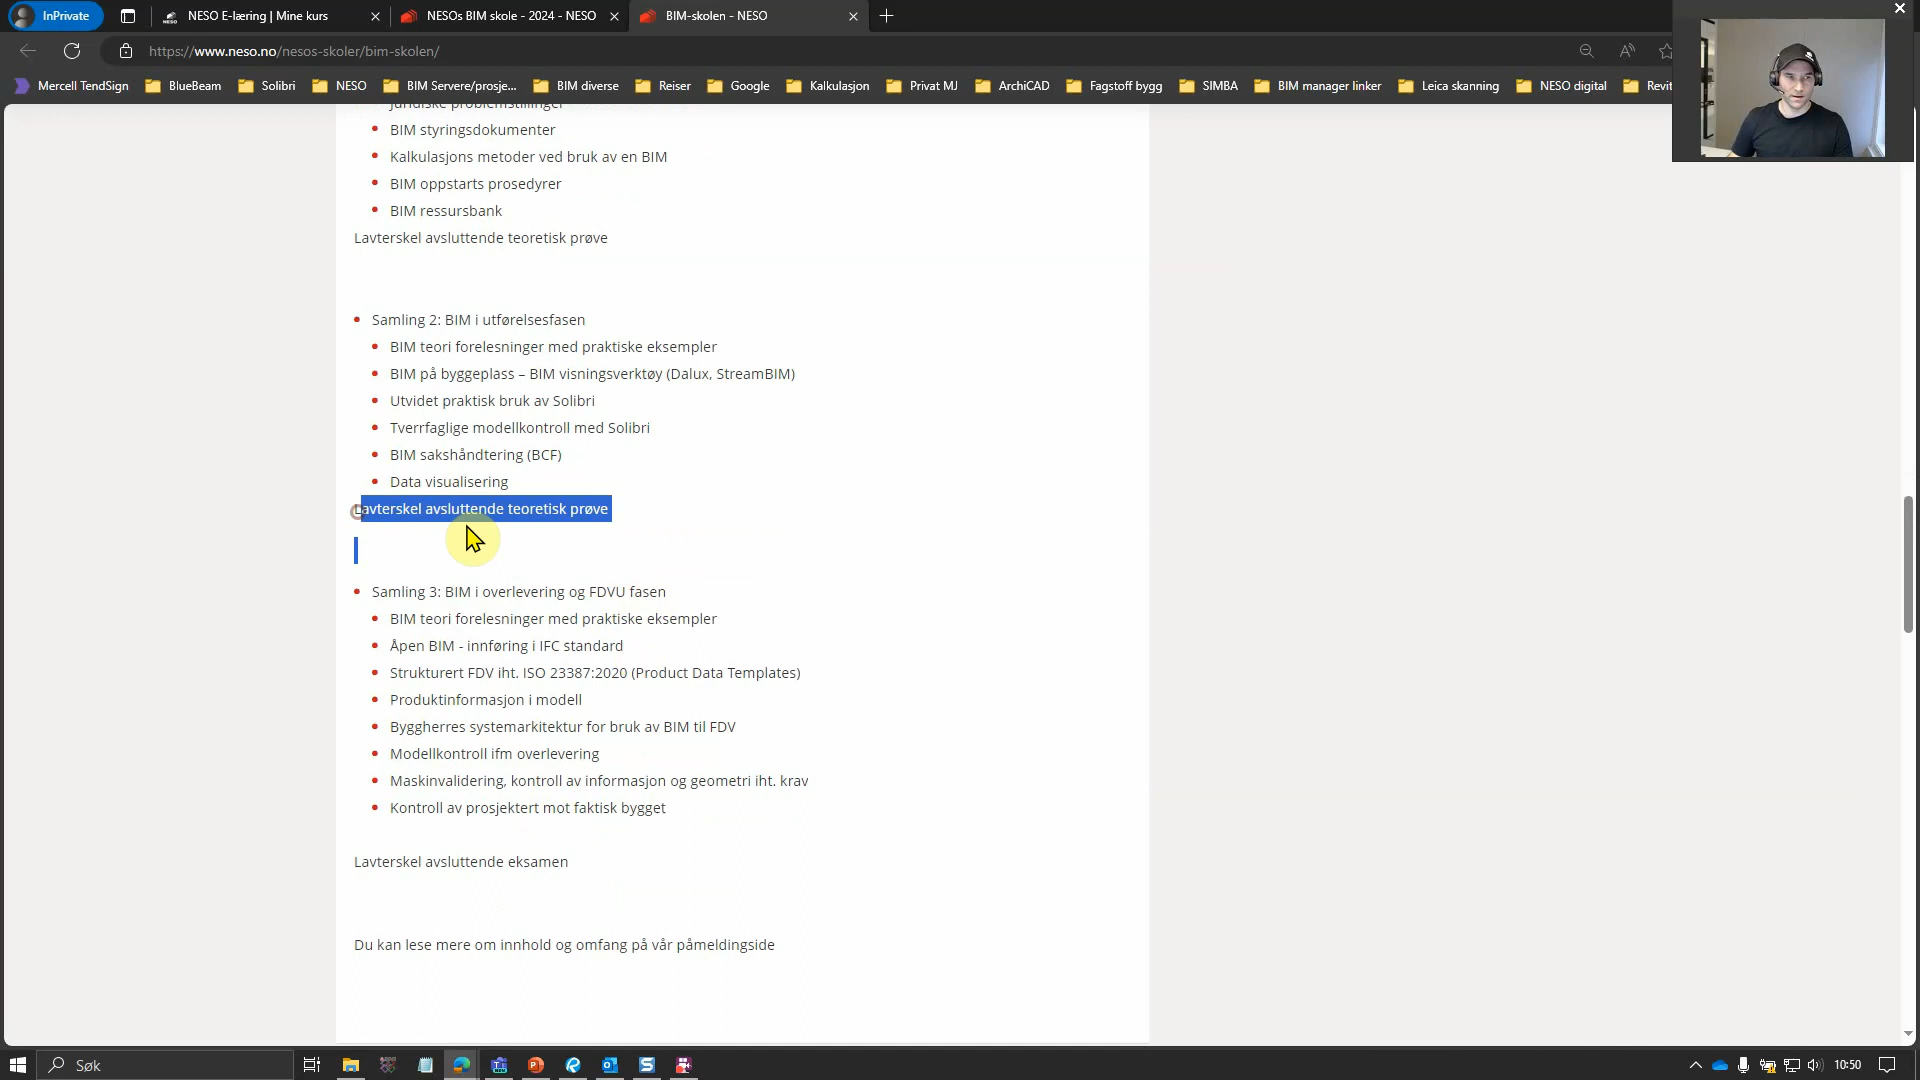 InPrivate
NESO E-læring | Mine kurs
NESOs BIM skole - 2024 - NESO
BIM-skolen - NESO
https://www.neso.no/nesos-skoler/bim-skolen/
Mercell TendSign
BlueBeam
Solibri
NESO
BIM Servere/prosje...
BIM diverse
Reiser
Google
Kalkulasjon
Privat MJ
ArchiCAD
Fagstoff bygg
SIMBA
BIM manager linker
Leica skanning
NESO digital
Revit
Juridiske problemstillinger
BIM styringsdokumenter
Kalkulasjons metoder ved bruk av en BIM
BIM oppstarts prosedyrer
BIM ressursbank
Lavterskel avsluttende teoretisk prøve
Samling 2: BIM i utførelsesfasen
BIM teori forelesninger med praktiske eksempler
BIM på byggeplass – BIM visningsverktøy (Dalux, StreamBIM)
Utvidet praktisk bruk av Solibri
Tverrfaglige modellkontroll med Solibri
BIM sakshåndtering (BCF)
Data visualisering
Lavterskel avsluttende teoretisk prøve
Samling 3: BIM i overlevering og FDVU fasen
BIM teori forelesninger med praktiske eksempler
Åpen BIM - innføring i IFC standard
Strukturert FDV iht. ISO 23387:2020 (Product Data Templates)
Produktinformasjon i modell
Byggherres systemarkitektur for bruk av BIM til FDV
Modellkontroll ifm overlevering
Maskinvalidering, kontroll av informasjon og geometri iht. krav
Kontroll av prosjektert mot faktisk bygget
Lavterskel avsluttende eksamen
Du kan lese mere om innhold og omfang på vår påmeldingside
Søk
10:50